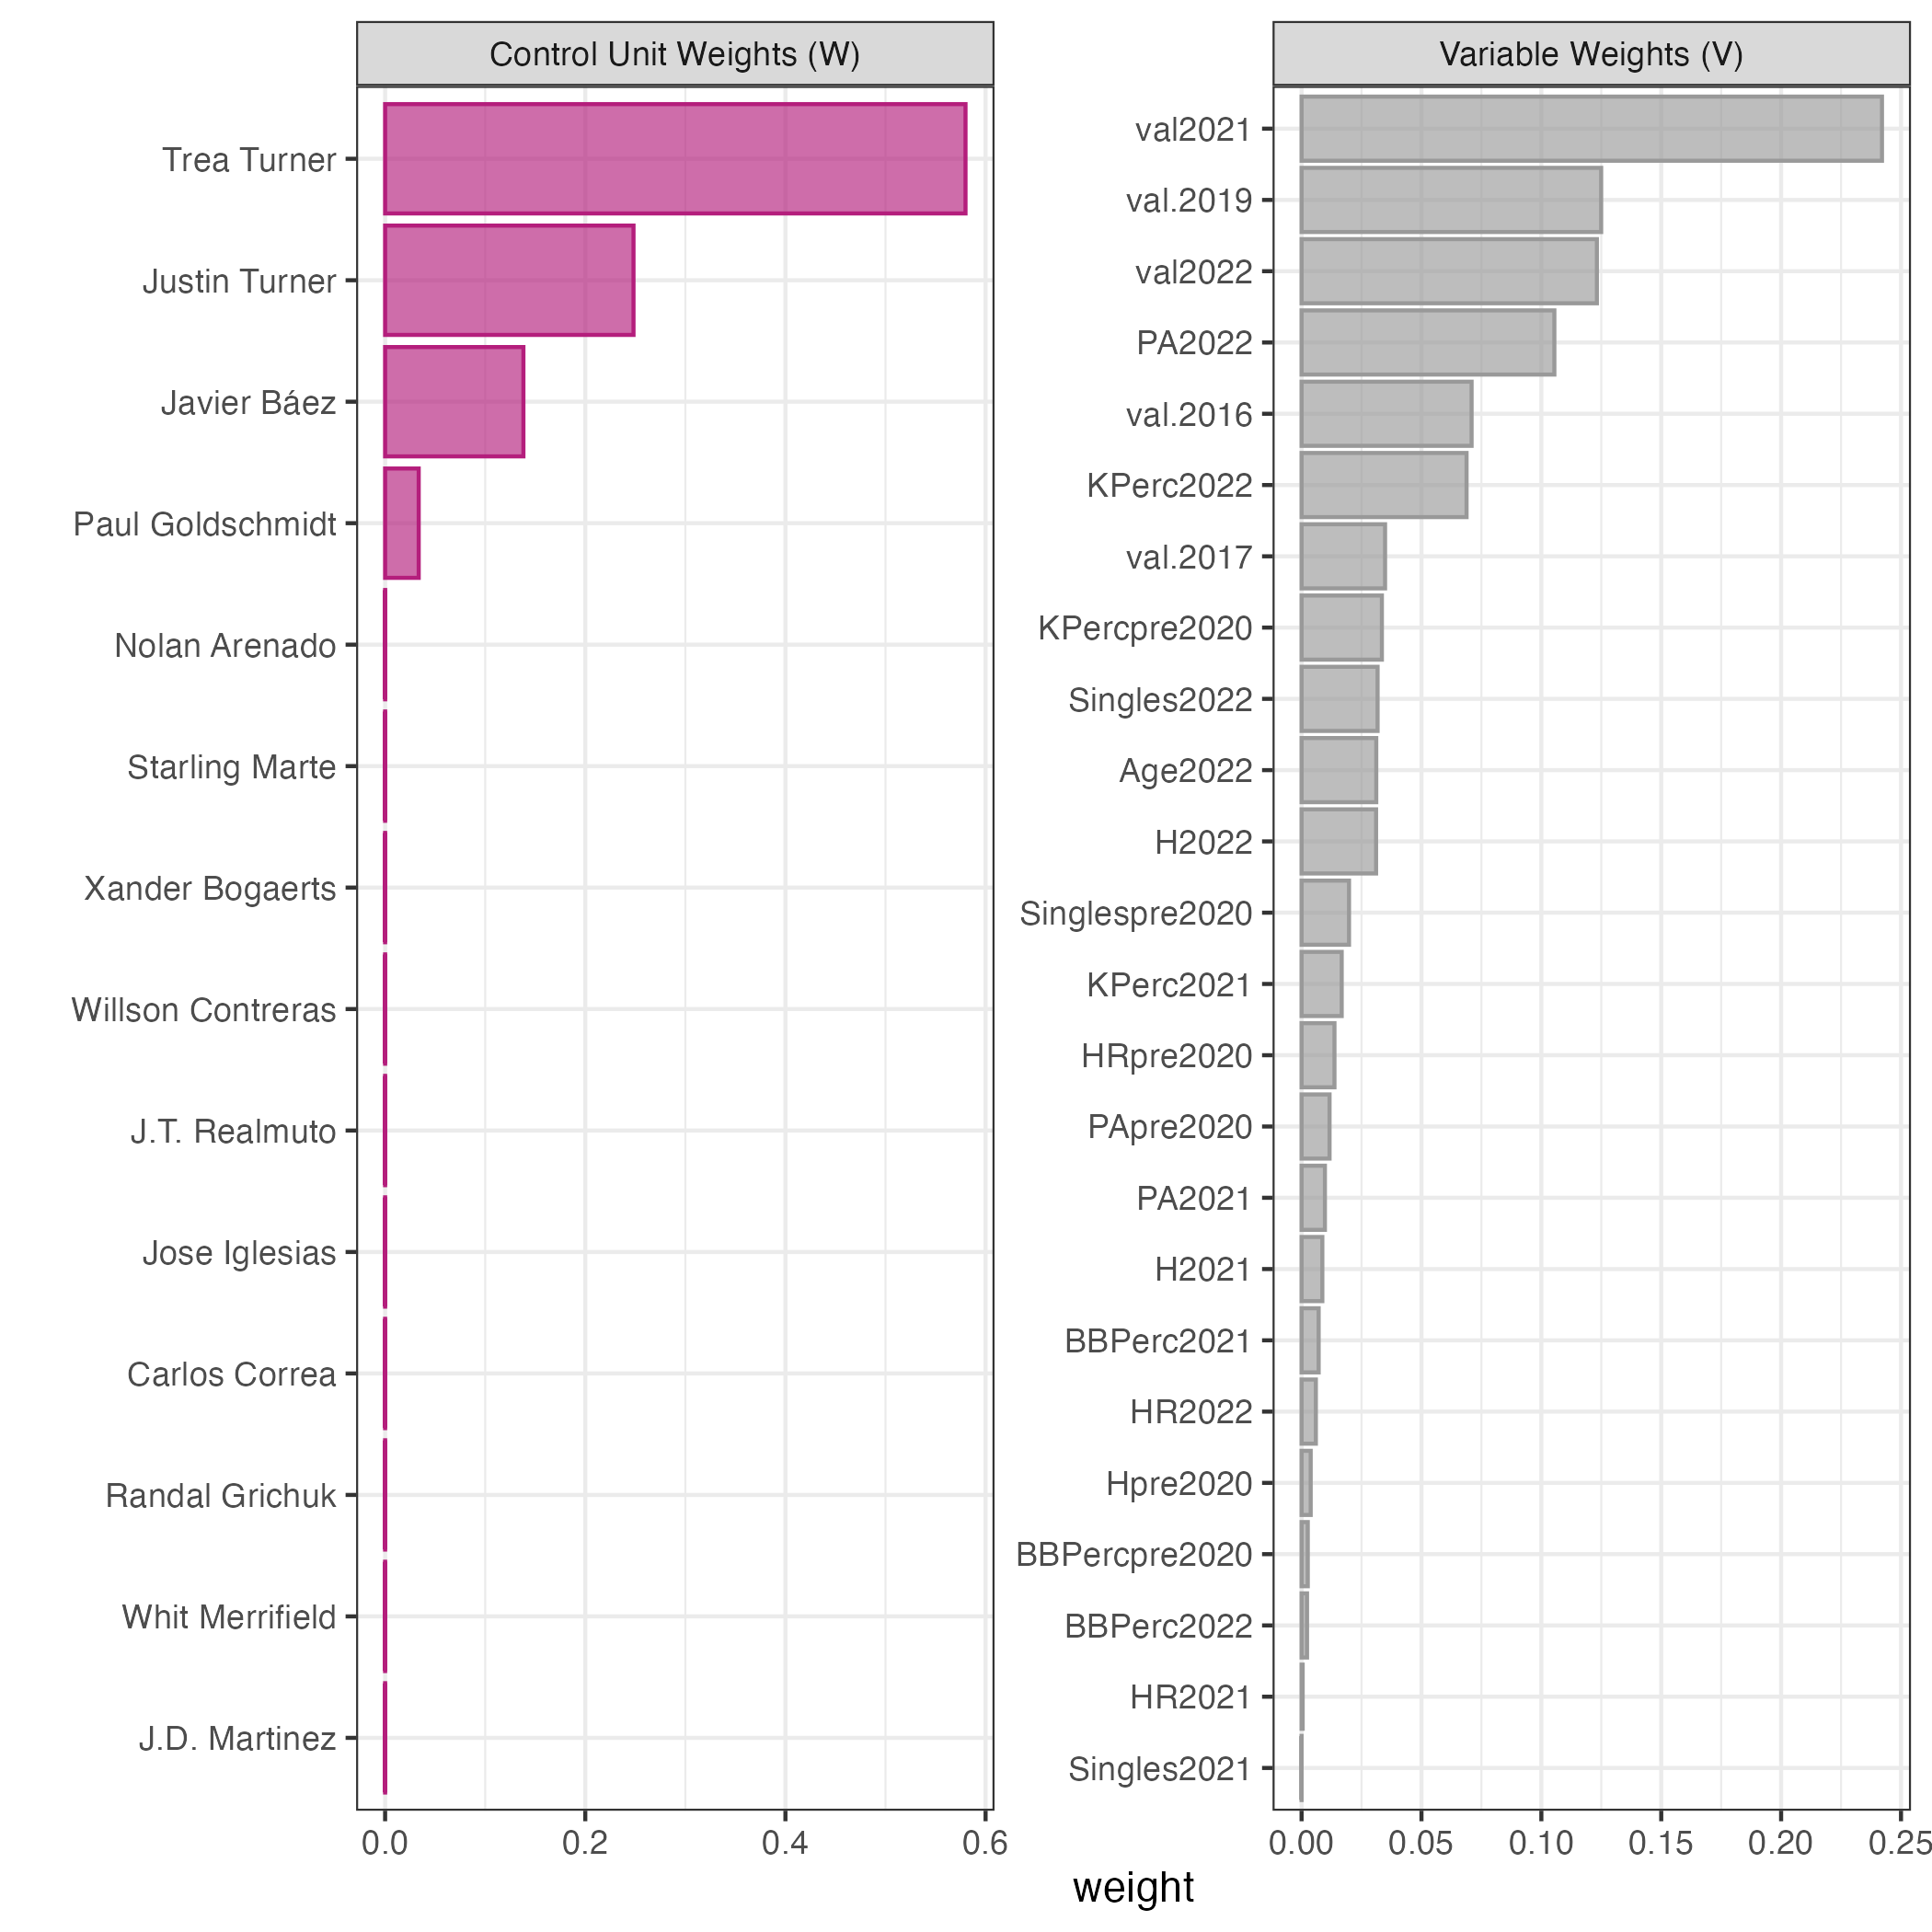 Control Unit Weights (W)
Trea Turner
Justin Turner
Javier Báez
Paul Goldschmidt
Nolan Arenado
Starling Marte
Xander Bogaerts
Willson Contreras
J.T. Realmuto
Jose Iglesias
Carlos Correa
Randal Grichuk
Whit Merrifield
J.D. Martinez
0.0 0.2 0.4 0.6
Variable Weights (V)
val2021
val.2019
val2022
PA2022
val.2016
KPerc2022
val.2017
KPercpre2020
Singles2022
Age2022
H2022
Singlespre2020
KPerc2021
HRpre2020
PApre2020
PA2021
H2021
BBPerc2021
HR2022
Hpre2020
BBPercpre2020
BBPerc2022
HR2021
Singles2021
0.00 0.05 0.10 0.15 0.20 0.25
weight